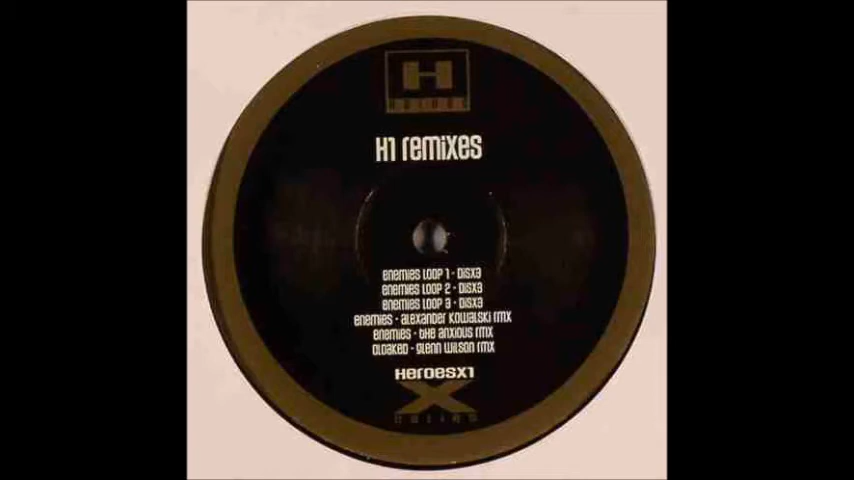 H
HEROES
H1 REMiXES
ENEMiES LOOP 1 - DiSX3
ENEMiES LOOP 2 - DiSX3
ENEMiES LOOP 3 - DiSX3
ENEMiES - ALEXANDER KOWALSKi RMX
ENEMiES - THE ANXiOUS RMX
CLOAKED - GLENN WiLSON RMX
HEROESX1
X